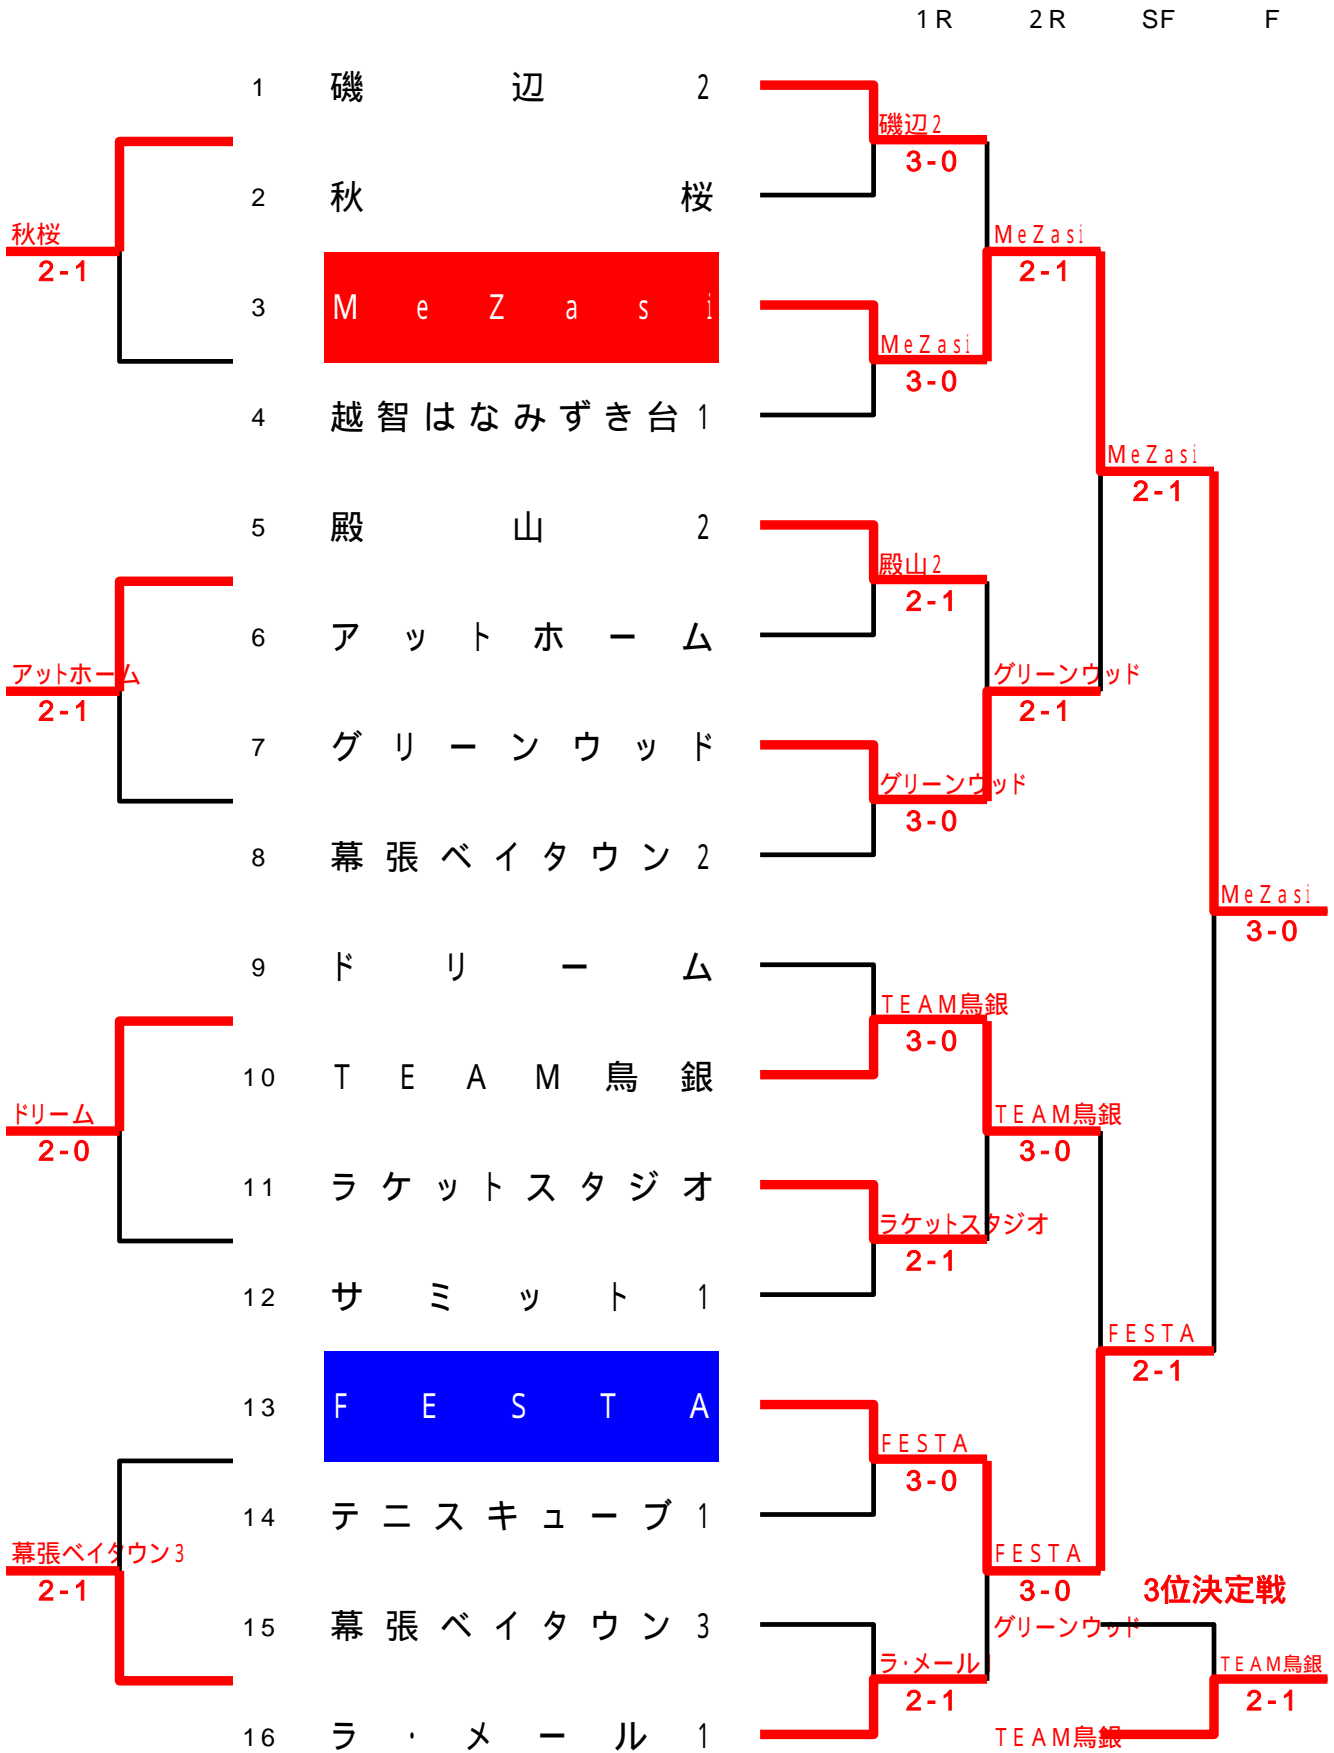 1R 2R SF F
1 磯辺2
磯辺2
3-0
2 秋桜
秋桜
2-1
MeZasi
2-1
3 MeZasi
MeZasi
3-0
4 越智はなみずき台1
MeZasi
2-1
5 殿山2
殿山2
2-1
6 アットホーム
アットホーム
2-1
グリーンウッド
2-1
7 グリーンウッド
グリーンウッド
3-0
8 幕張ベイタウン2
MeZasi
3-0
9 ドリーム
TEAM鳥銀
3-0
10 TEAM鳥銀
ドリーム
2-0
TEAM鳥銀
3-0
11 ラケットスタジオ
ラケットスタジオ
2-1
12 サミット1
FESTA
2-1
13 FESTA
FESTA
3-0
14 テニスキューブ1
幕張ベイタウン3
2-1
FESTA
3-0
3位決定戦
15 幕張ベイタウン3
グリーンウッド
ラ・メール
2-1
TEAM鳥銀
2-1
16 ラ・メール1
TEAM鳥銀